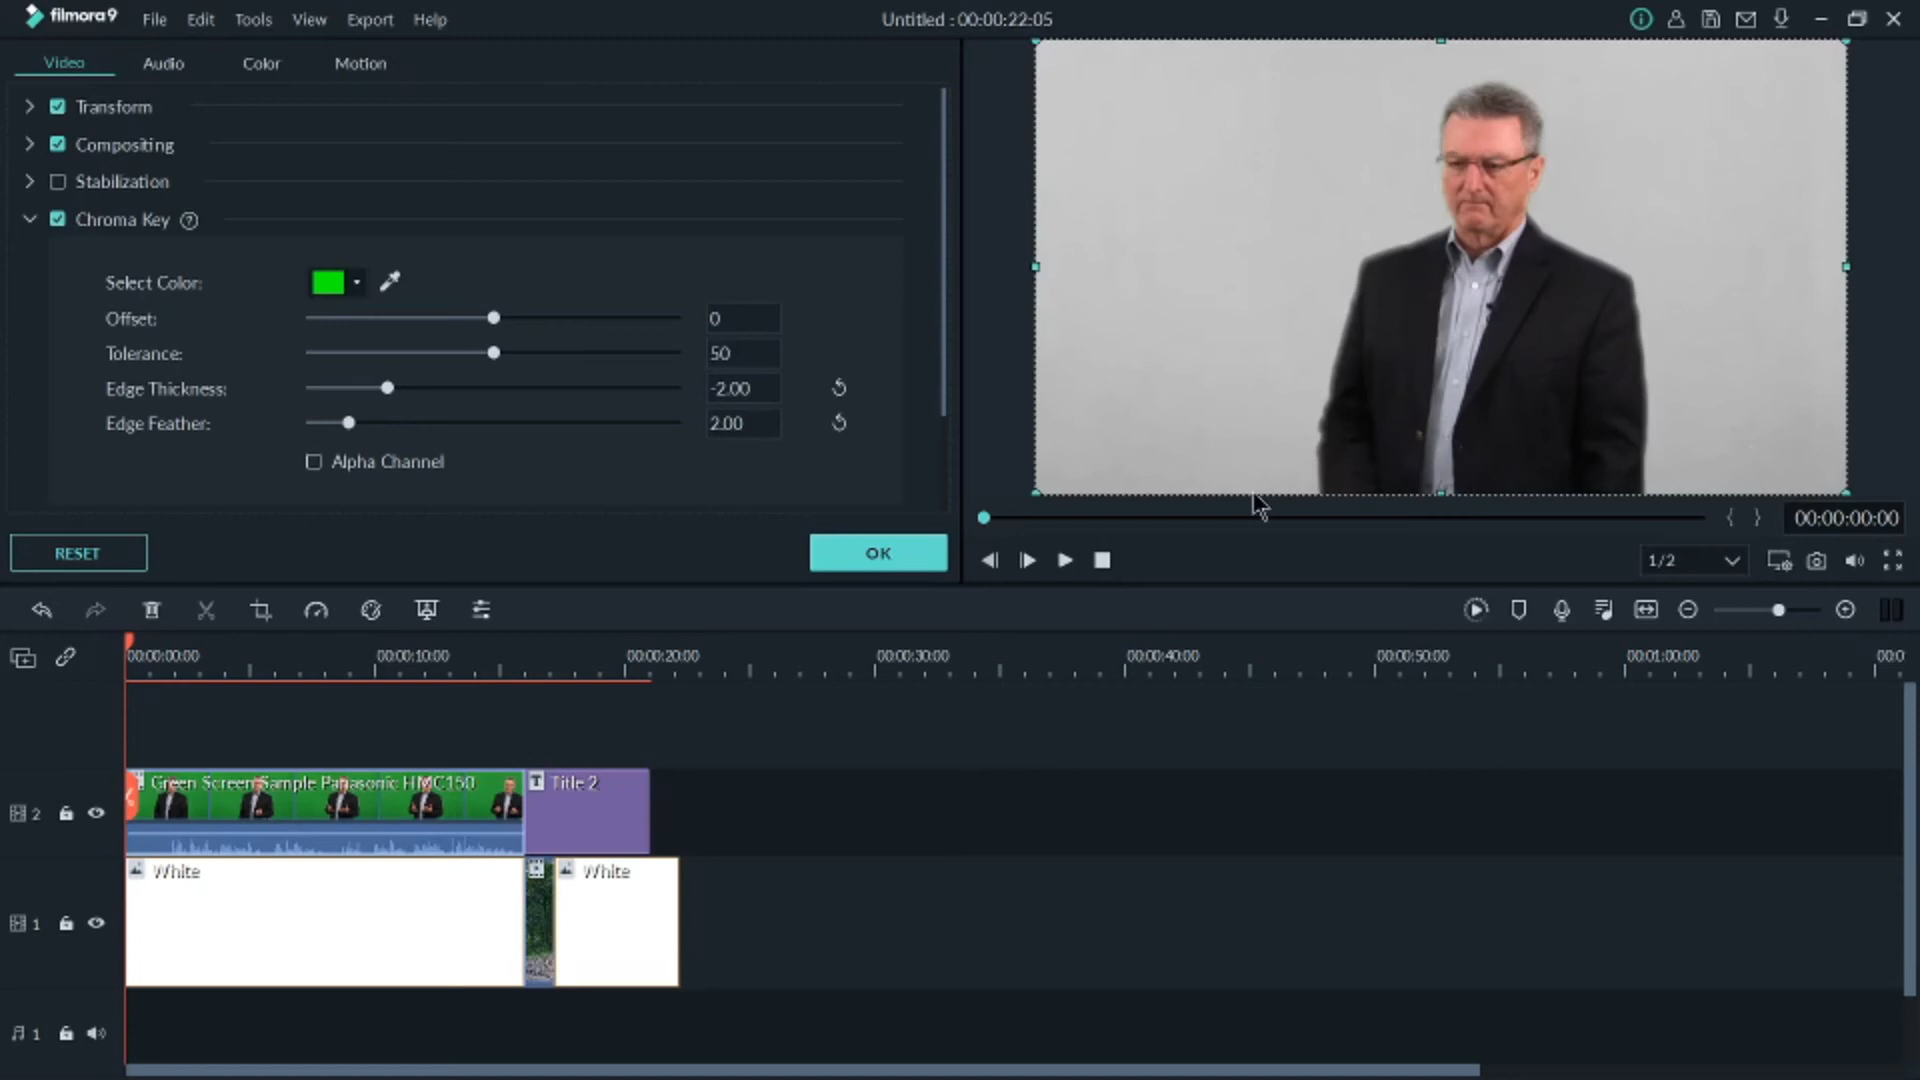 filmora9 File Edit Tools View Export Help Untitled : 00:00:22:05
Video Audio Color Motion
Transform
Compositing
Stabilization
Chroma Key ?
Select Color:
Offset: 0
Tolerance: 50
Edge Thickness: -2.00
Edge Feather: 2.00
Alpha Channel
RESET OK
00:00:00:00
1/2
00:00:00:00 00:00:10:00 00:00:20:00 00:00:30:00 00:00:40:00 00:00:50:00 00:01:00:00 00:0
Green Screen Sample Panasonic HMC150 T Title 2
2
White White
1
1